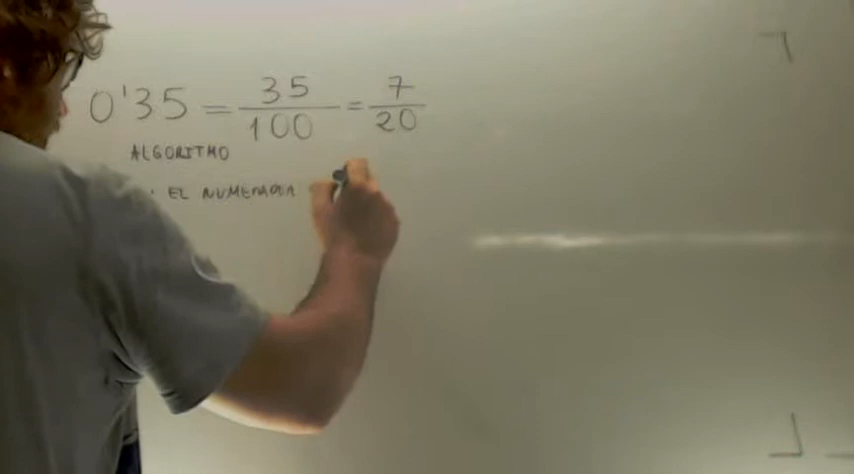 0'35 = 35/100 = 7/20
ALGORITMO
· EL NUMERADOR